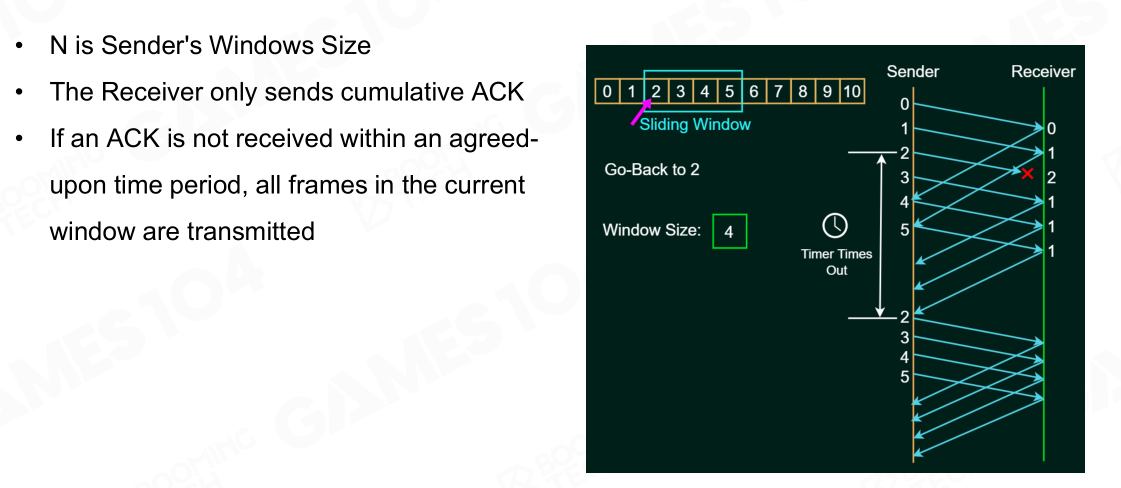 • N is Sender's Windows Size
• The Receiver only sends cumulative ACK
• If an ACK is not received within an agreed-
upon time period, all frames in the current
window are transmitted
0 1 2 3 4 5 6 7 8 9 10
Sliding Window
Go-Back to 2
Window Size: 4
Timer Times
Out
Sender
Receiver
0
1
2
3
4
5
2
3
4
5
0
1
2
1
1
1
GAMES104
BOOMING
TECH